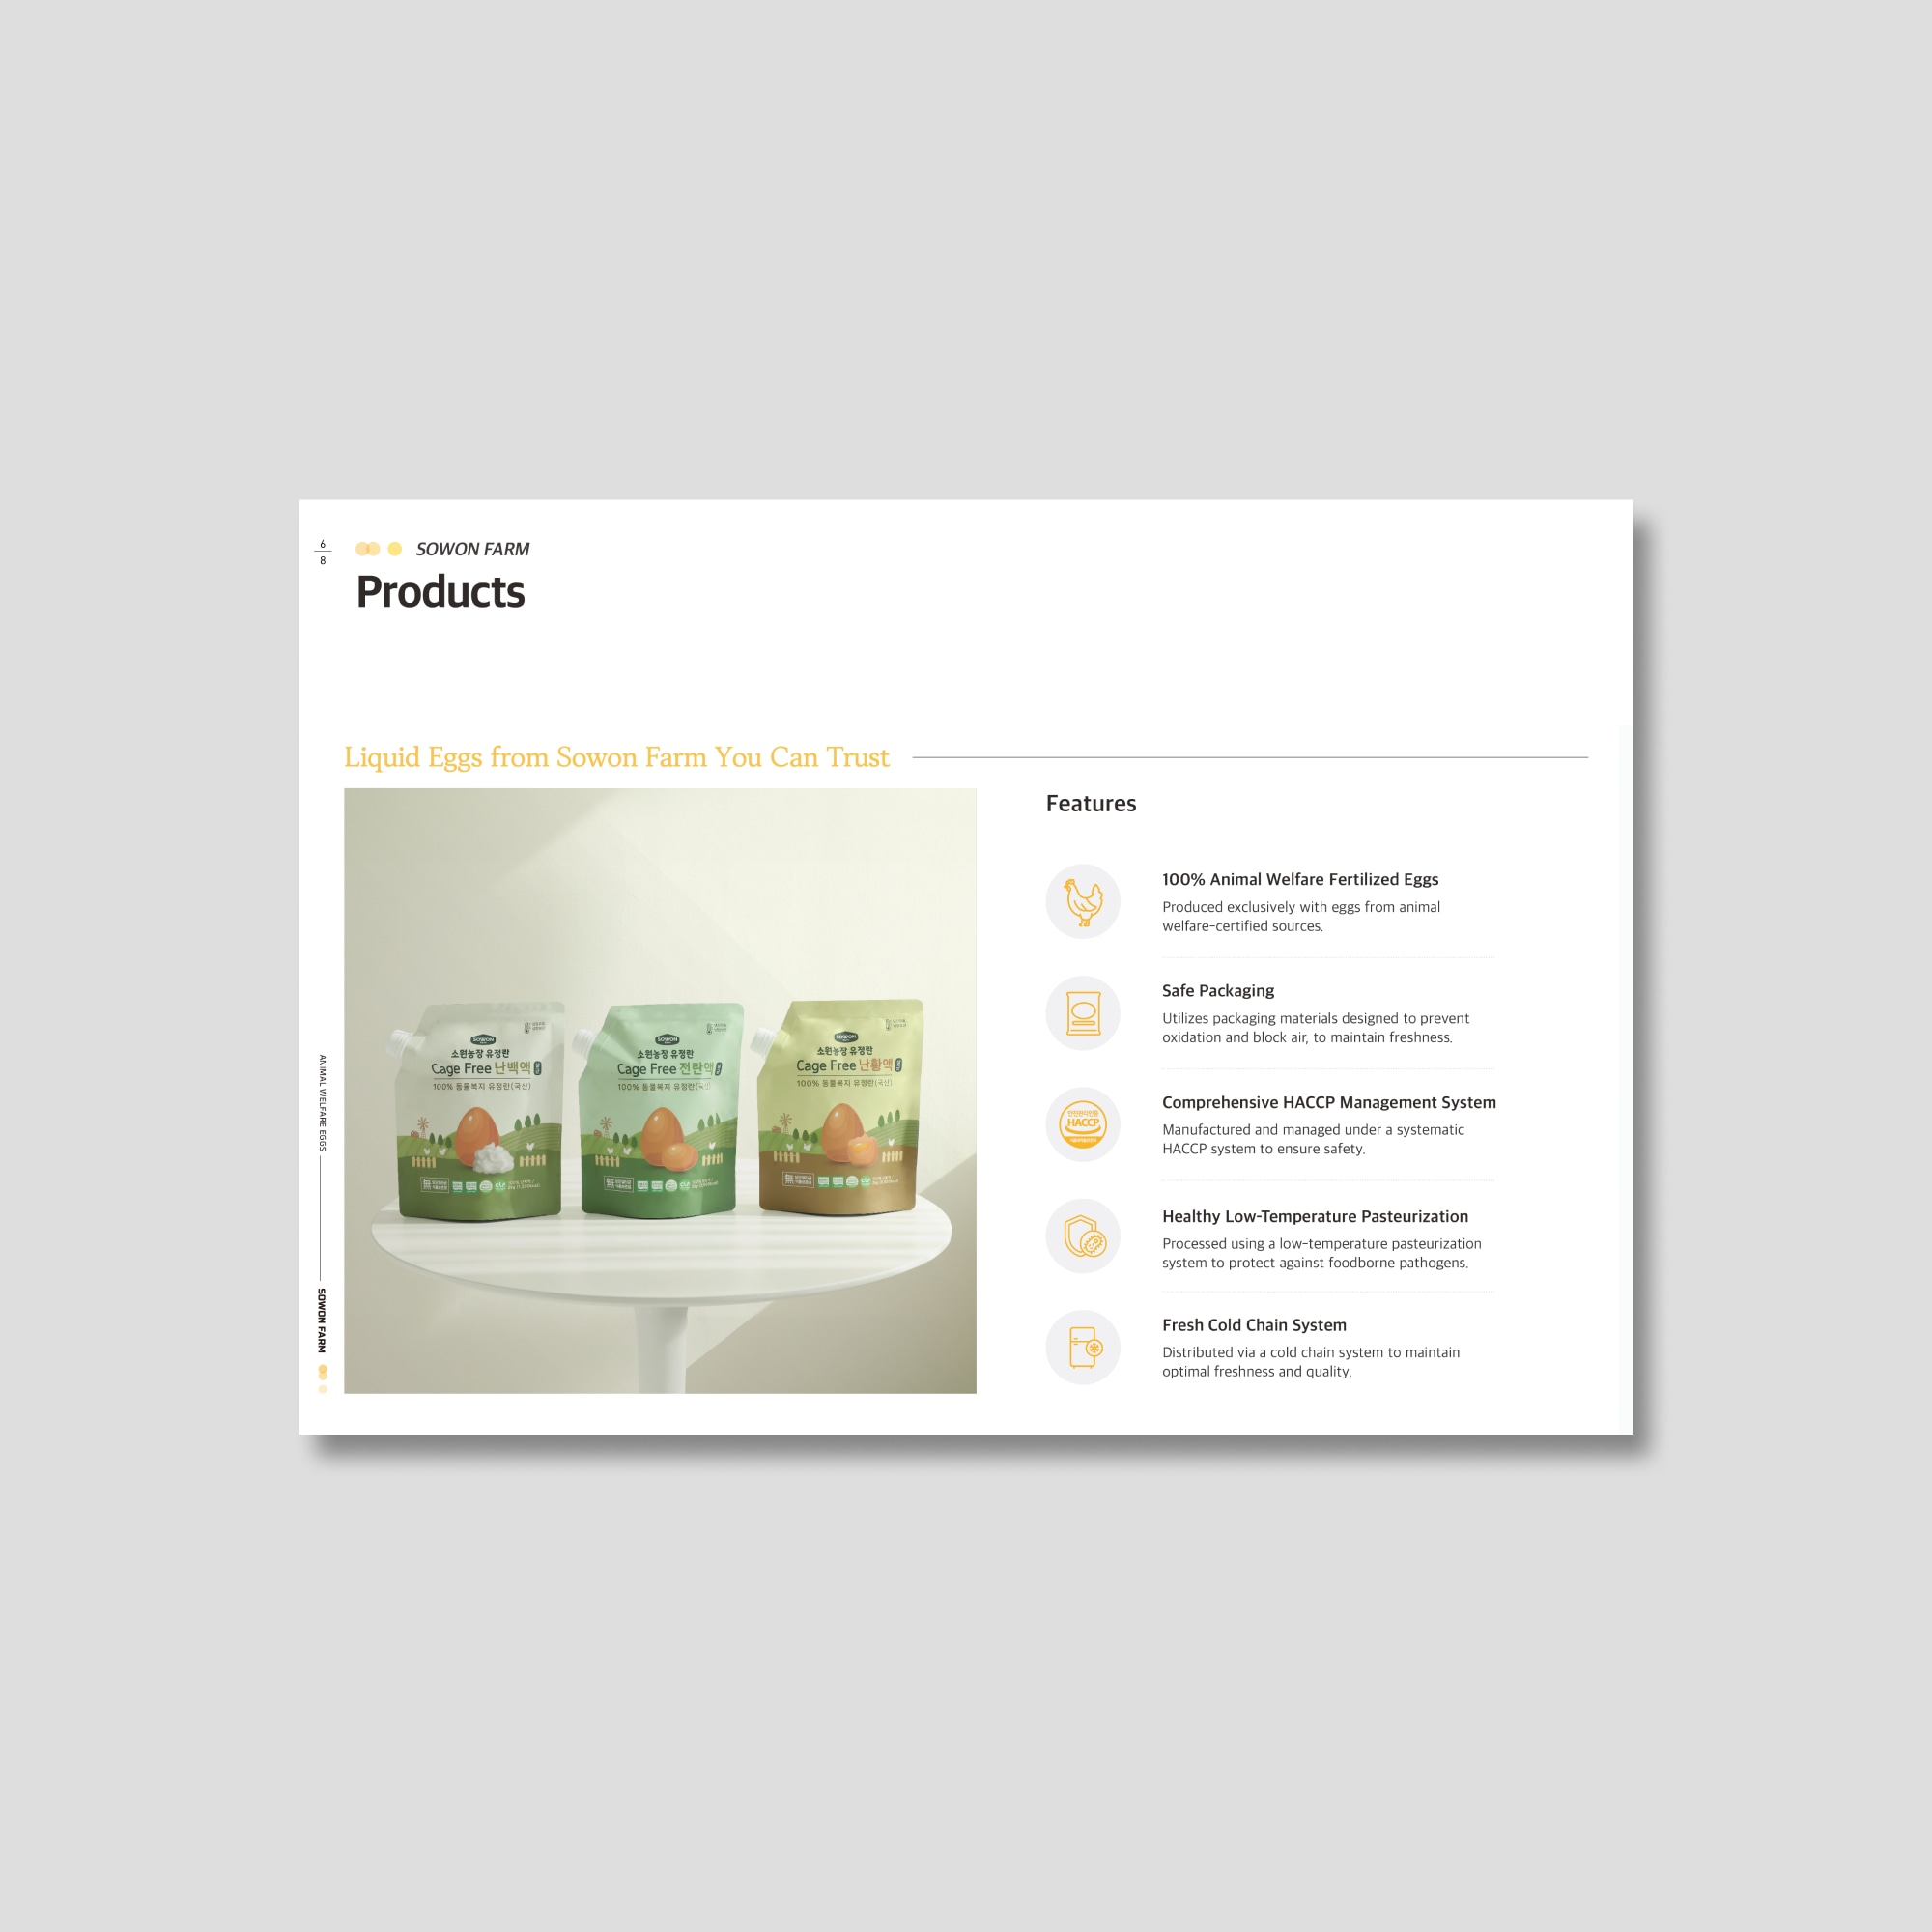 6
8
SOWON FARM
Products
Liquid Eggs from Sowon Farm You Can Trust
SOWON
소원농장 유정란
Cage Free 난백액
100% 동물복지 유정란(국산)
SOWON
소원농장 유정란
Cage Free 전란액
100% 동물복지 유정란(국산)
SOWON
소원농장 유정란
Cage Free 난황액
100% 동물복지 유정란(국산)
Features
100% Animal Welfare Fertilized Eggs
Produced exclusively with eggs from animal
welfare-certified sources.
Safe Packaging
Utilizes packaging materials designed to prevent
oxidation and block air, to maintain freshness.
HACCP
Comprehensive HACCP Management System
Manufactured and managed under a systematic
HACCP system to ensure safety.
Healthy Low-Temperature Pasteurization
Processed using a low-temperature pasteurization
system to protect against foodborne pathogens.
Fresh Cold Chain System
Distributed via a cold chain system to maintain
optimal freshness and quality.
ANIMAL WELFARE EGGS
SOWON FARM